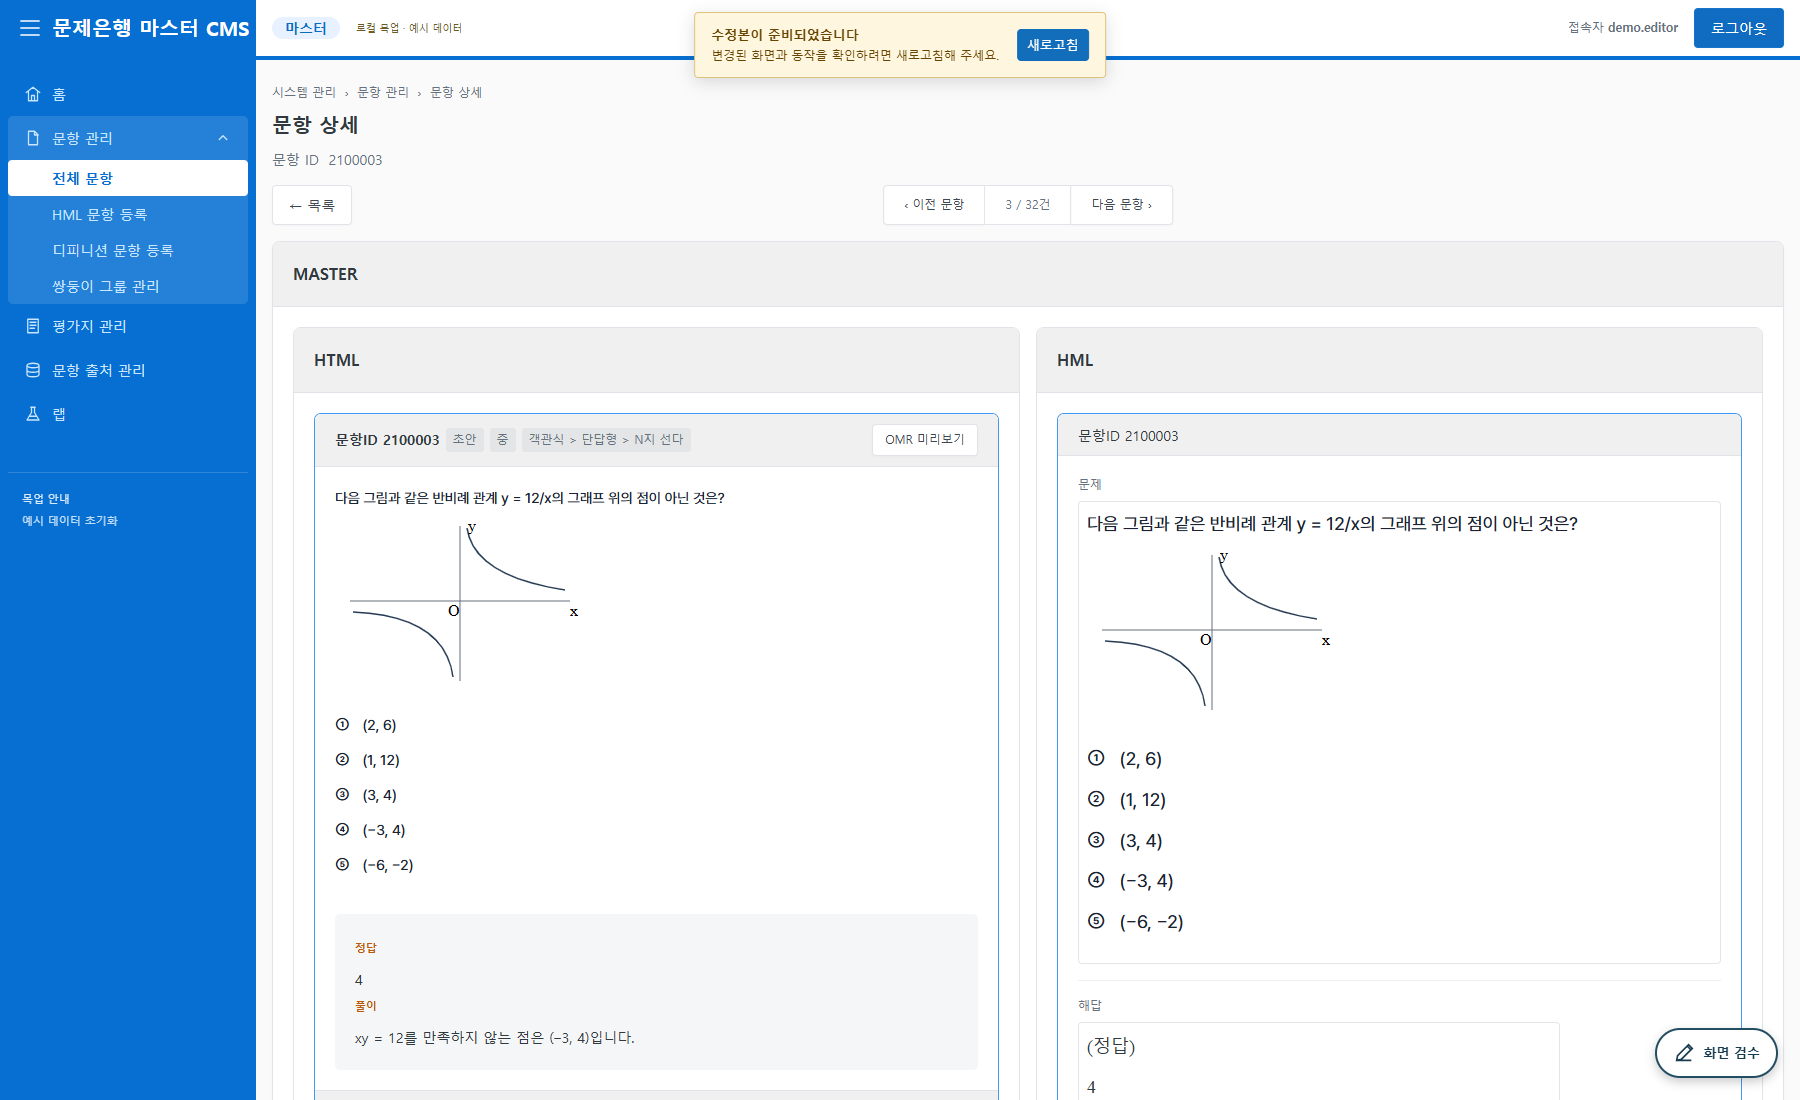 문제은행 마스터 CMS
홈
문항 관리
전체 문항
HML 문항 등록
디피니션 문항 등록
쌍둥이 그룹 관리
평가지 관리
문항 출처 관리
랩
목업 안내
예시 데이터 초기화
마스터
로컬 목업 · 예시 데이터
수정본이 준비되었습니다
변경된 화면과 동작을 확인하려면 새로고침해 주세요.
새로고침
접속자 demo.editor
로그아웃
시스템 관리 › 문항 관리 › 문항 상세
문항 상세
문항 ID 2100003
← 목록
‹ 이전 문항
3 / 32건
다음 문항 ›
MASTER
HTML
문항ID 2100003 초안 중 객관식 > 단답형 > N지 선다
OMR 미리보기
다음 그림과 같은 반비례 관계 y = 12/x의 그래프 위의 점이 아닌 것은?
y
O
x
① (2, 6)
② (1, 12)
③ (3, 4)
④ (−3, 4)
⑤ (−6, −2)
정답
4
풀이
xy = 12를 만족하지 않는 점은 (−3, 4)입니다.
HML
문항ID 2100003
문제
다음 그림과 같은 반비례 관계 y = 12/x의 그래프 위의 점이 아닌 것은?
y
O
x
① (2, 6)
② (1, 12)
③ (3, 4)
④ (−3, 4)
⑤ (−6, −2)
해답
(정답)
4
화면 검수